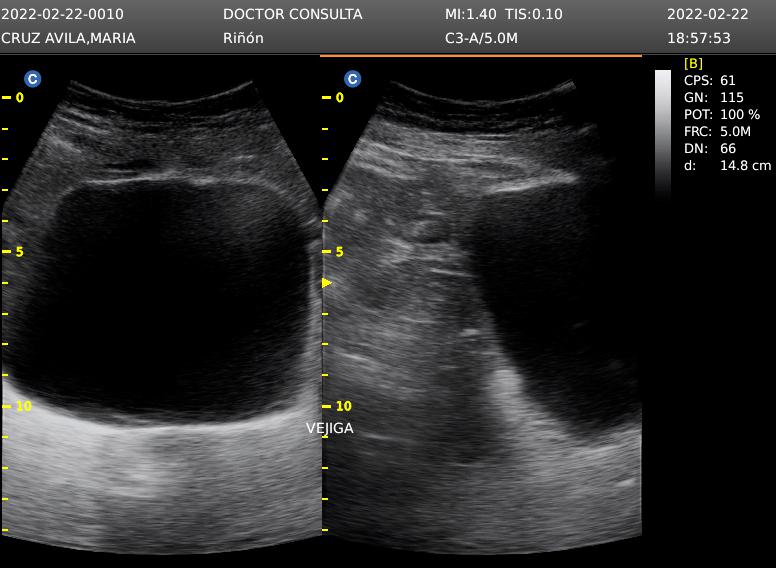 2022-02-22-0010 DOCTOR CONSULTA MI:1.40 TIS:0.10 2022-02-22
CRUZ AVILA,MARIA Riñón C3-A/5.0M 18:57:53
C C
[B]
CPS: 61
GN: 115
POT: 100 %
FRC: 5.0M
DN: 66
d: 14.8 cm
0 0
5 5
10 10
VEJIGA